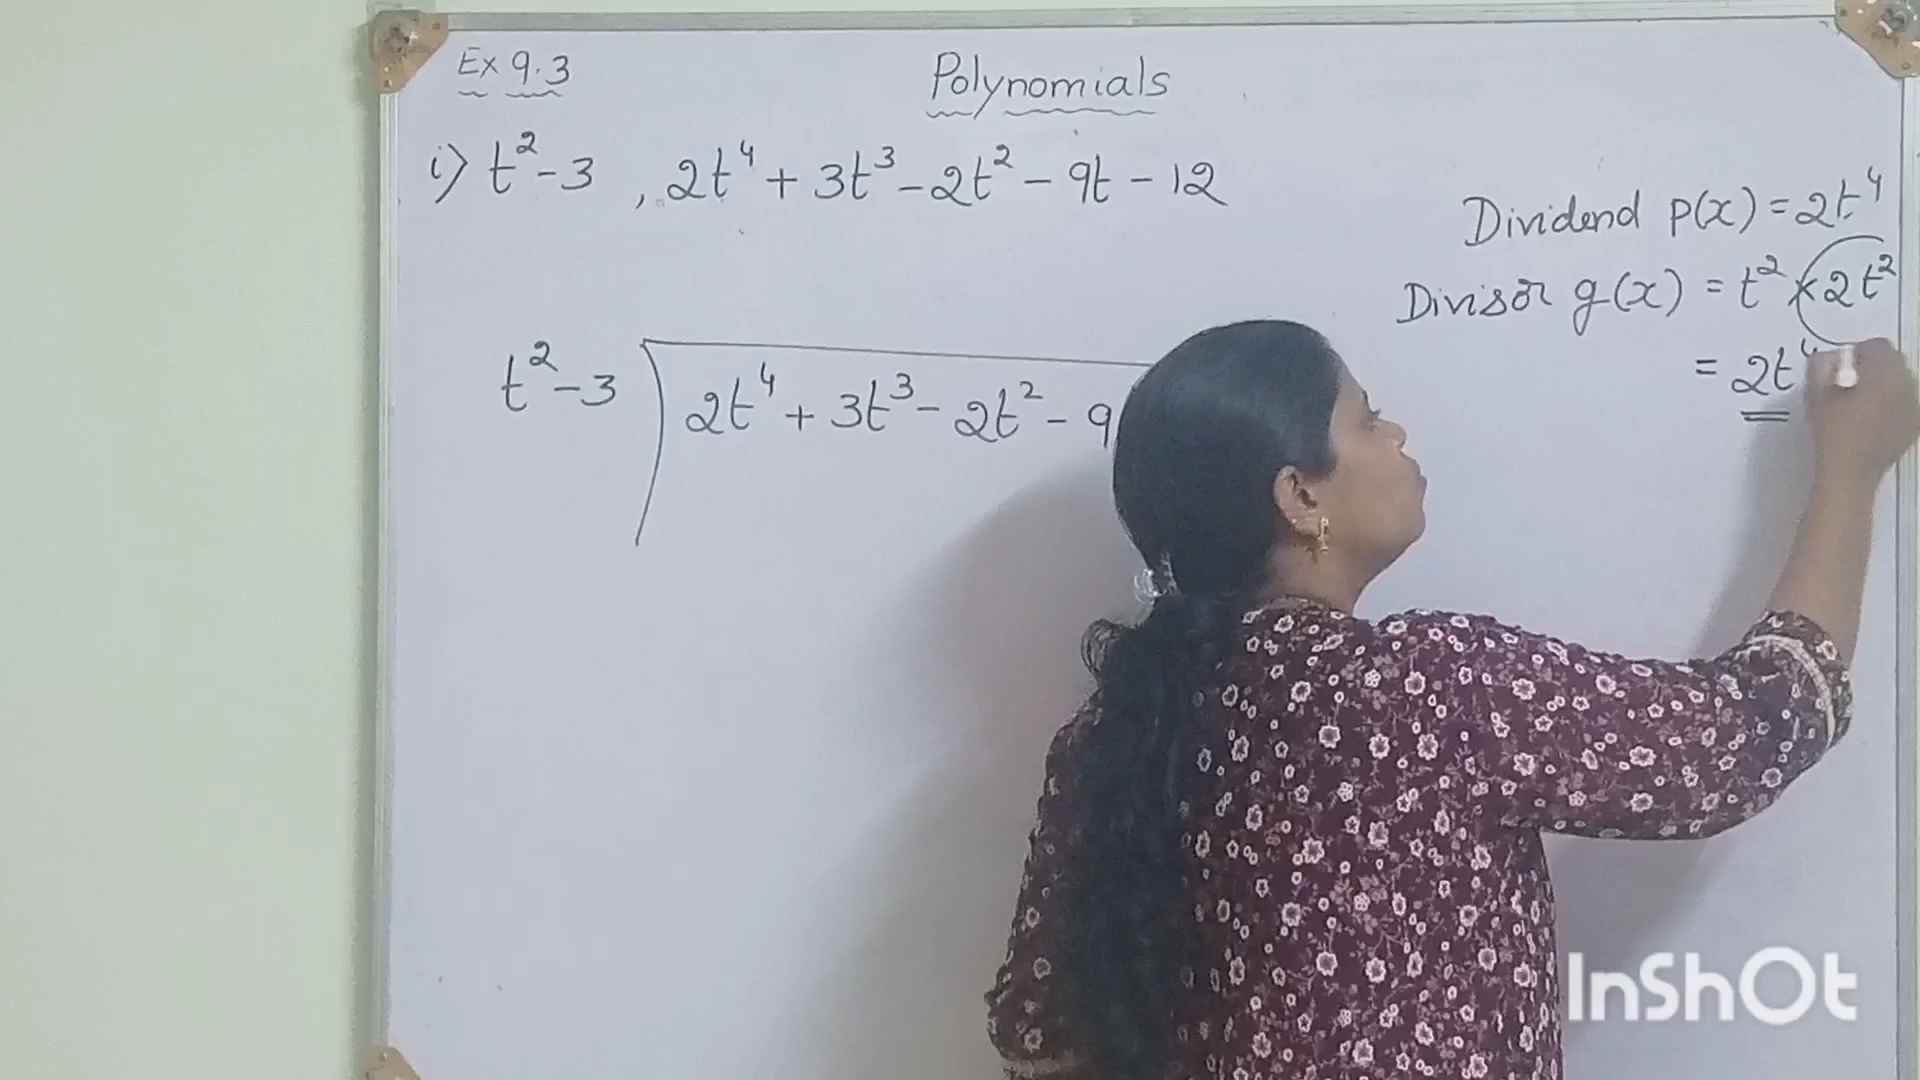 Ex 9.3
Polynomials
i) t²-3 , 2t⁴ + 3t³ - 2t² - 9t - 12
Dividend p(x) = 2t⁴
Divisor g(x) = t² × 2t²
= 2t⁴
t²-3 2t⁴ + 3t³ - 2t² - 9
InShOt